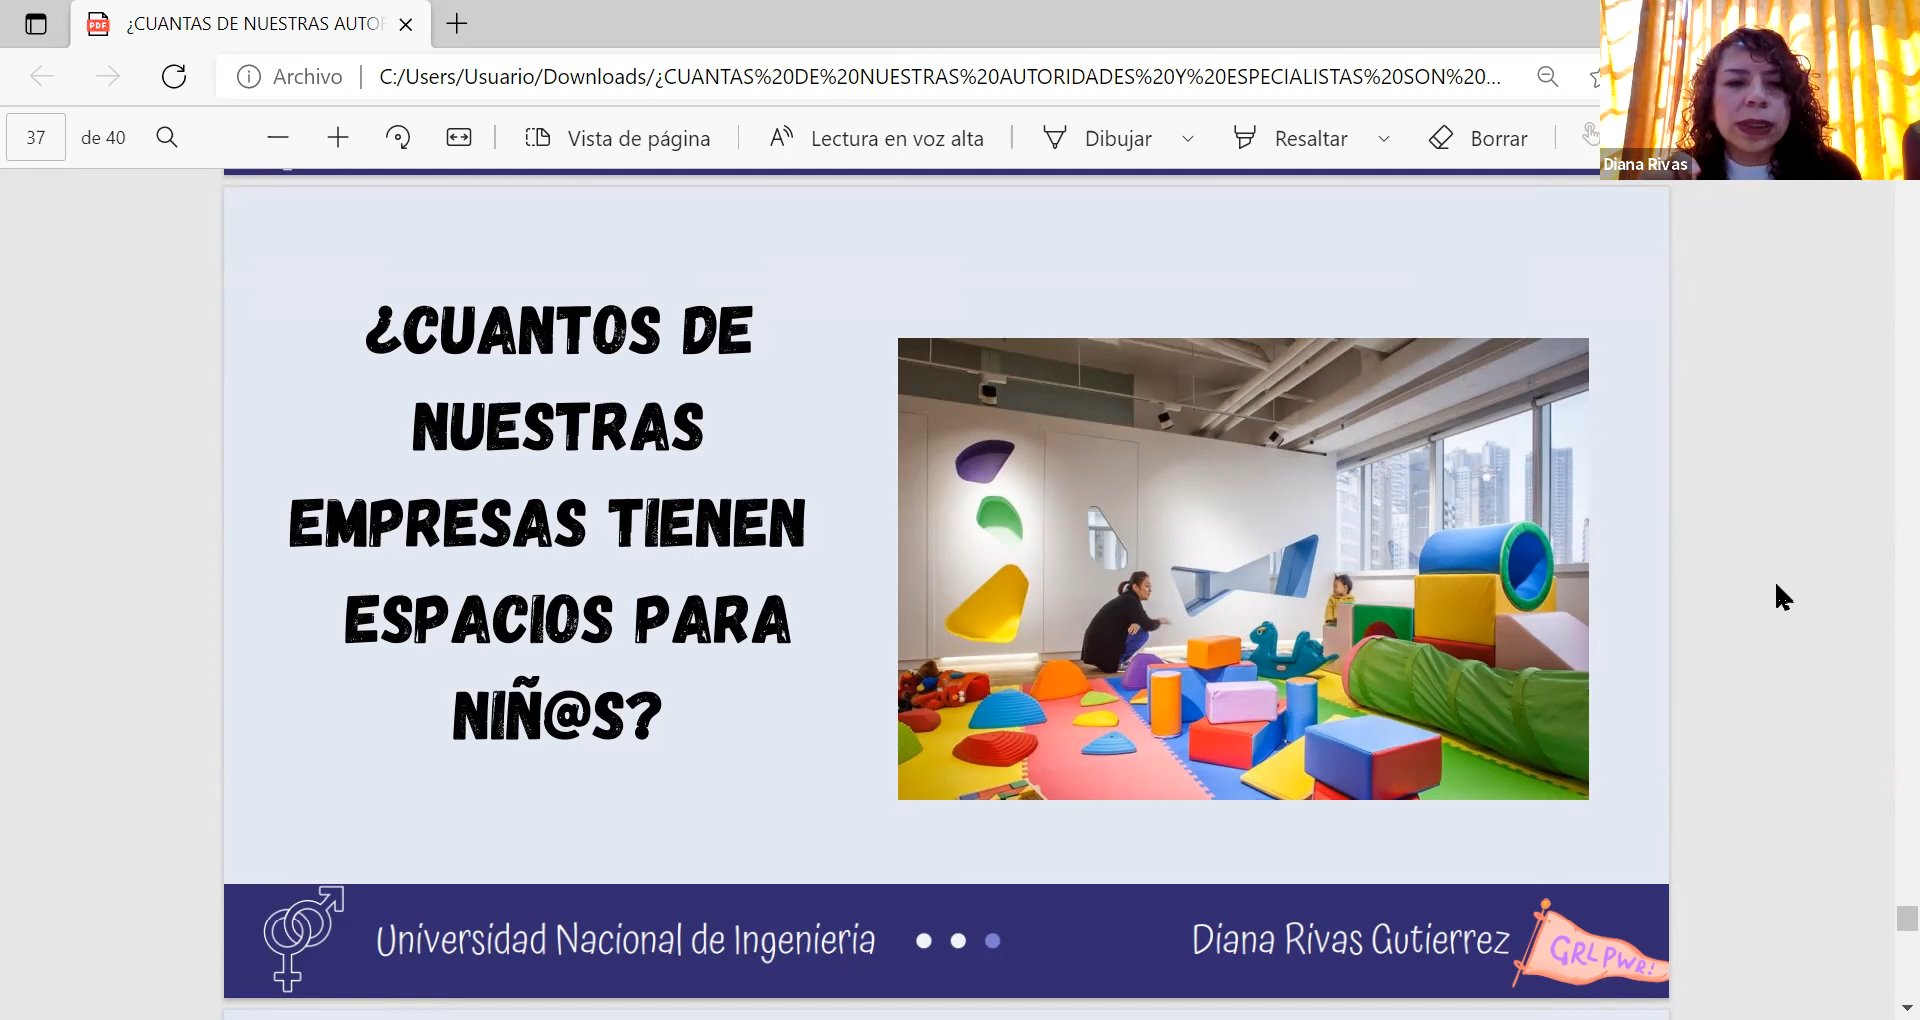 ¿CUANTAS DE NUESTRAS AUTO
Archivo
C:/Users/Usuario/Downloads/¿CUANTAS%20DE%20NUESTRAS%20AUTORIDADES%20Y%20ESPECIALISTAS%20SON%20...
37
de 40
Vista de página
Lectura en voz alta
Dibujar
Resaltar
Borrar
Diana Rivas
¿CUANTOS DE
NUESTRAS
EMPRESAS TIENEN
ESPACIOS PARA
NIÑ@S?
Universidad Nacional de Ingenieria
Diana Rivas Gutierrez
GRL PWR!